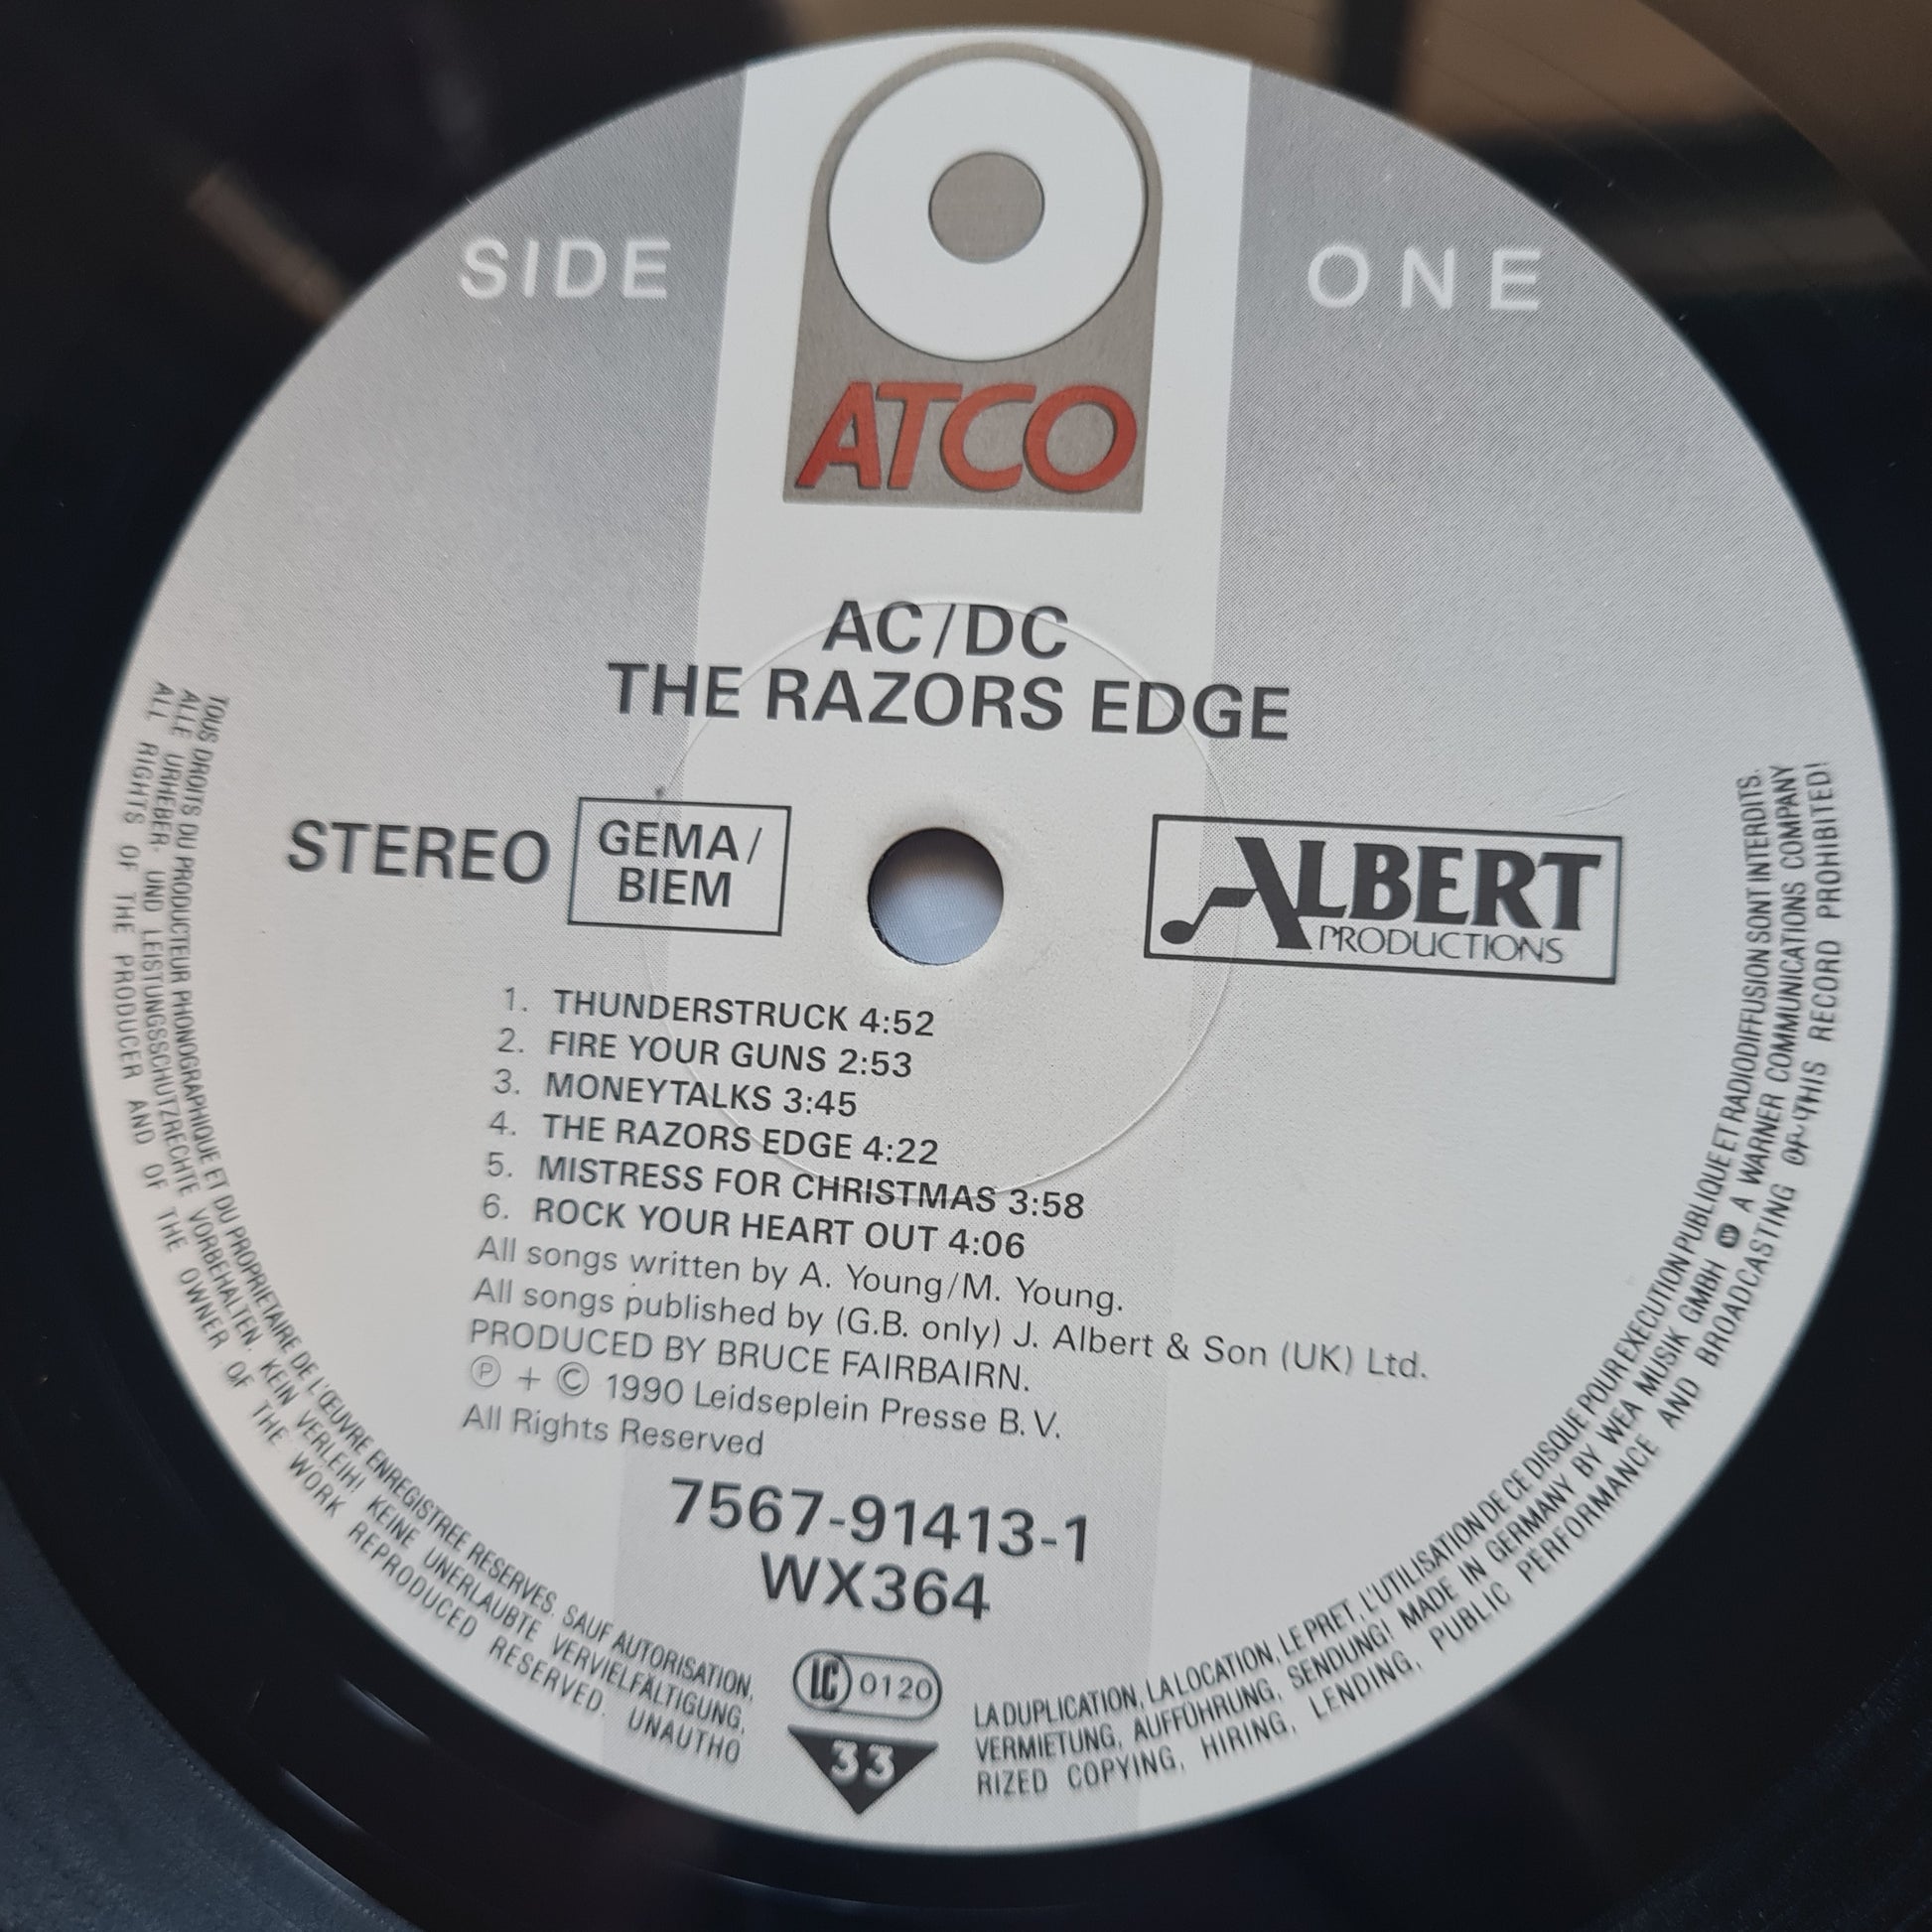 SIDE ONE
ATCO
AC/DC
THE RAZORS EDGE
STEREO
GEMA/
BIEM
ALBERT
PRODUCTIONS
1. THUNDERSTRUCK 4:52
2. FIRE YOUR GUNS 2:53
3. MONEYTALKS 3:45
4. THE RAZORS EDGE 4:22
5. MISTRESS FOR CHRISTMAS 3:58
6. ROCK YOUR HEART OUT 4:06
All songs written by A. Young/M. Young.
All songs published by (G.B. only) J. Albert & Son (UK) Ltd.
PRODUCED BY BRUCE FAIRBAIRN.
℗ + © 1990 Leidseplein Presse B.V.
All Rights Reserved
7567-91413-1
WX364
LC 0120
33
TOUS DROITS DU PRODUCTEUR PHONOGRAPHIQUE ET DU PROPRIETAIRE DE L'ŒUVRE ENREGISTREE RESERVES. SAUF AUTORISATION, LA DUPLICATION, LA LOCATION, LE PRET, L'UTILISATION DE CE DISQUE POUR EXECUTION PUBLIQUE ET RADIODIFFUSION SONT INTERDITS.
ALLE URHEBER- UND LEISTUNGSSCHUTZRECHTE VORBEHALTEN. KEIN VERLEIH! KEINE UNERLAUBTE VERVIELFÄLTIGUNG, VERMIETUNG, AUFFÜHRUNG, SENDUNG! MADE IN GERMANY BY WEA MUSIK GMBH A WARNER COMMUNICATIONS COMPANY
ALL RIGHTS OF THE PRODUCER AND OF THE OWNER OF THE WORK REPRODUCED RESERVED. UNAUTHORIZED COPYING, HIRING, LENDING, PUBLIC PERFORMANCE AND BROADCASTING OF THIS RECORD PROHIBITED!